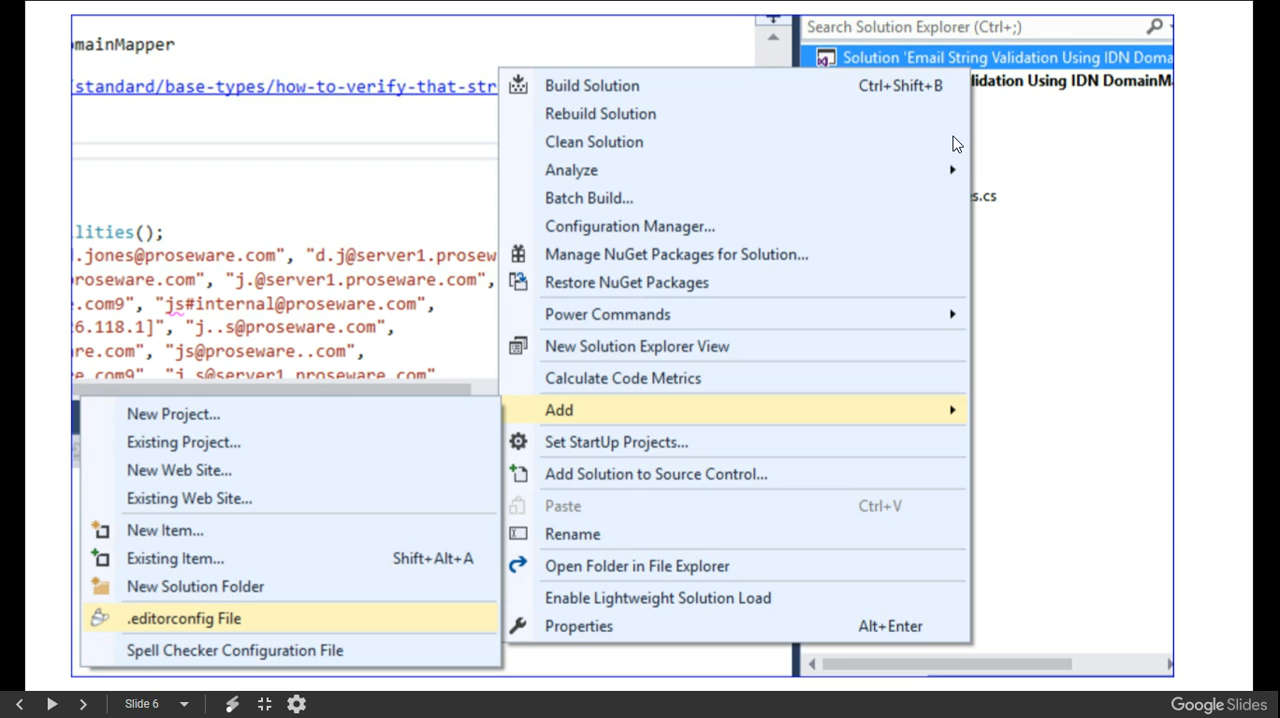 mainMapper
/standard/base-types/how-to-verify-that-str
lities();
.jones@proseware.com", "d.j@server1.prosew
roseware.com", "j.@server1.proseware.com",
e.com9", "js#internal@proseware.com",
6.118.1]", "j..s@proseware.com",
re.com", "js@proseware..com",
e.com9", "j.s@server1.proseware.com"
Search Solution Explorer (Ctrl+;)
Solution 'Email String Validation Using IDN Doma
lidation Using IDN DomainMa
s.cs
Build Solution Ctrl+Shift+B
Rebuild Solution
Clean Solution
Analyze
Batch Build...
Configuration Manager...
Manage NuGet Packages for Solution...
Restore NuGet Packages
Power Commands
New Solution Explorer View
Calculate Code Metrics
Add
Set StartUp Projects...
Add Solution to Source Control...
Paste Ctrl+V
Rename
Open Folder in File Explorer
Enable Lightweight Solution Load
Properties Alt+Enter
New Project...
Existing Project...
New Web Site...
Existing Web Site...
New Item...
Existing Item... Shift+Alt+A
New Solution Folder
.editorconfig File
Spell Checker Configuration File
Slide 6
Google Slides